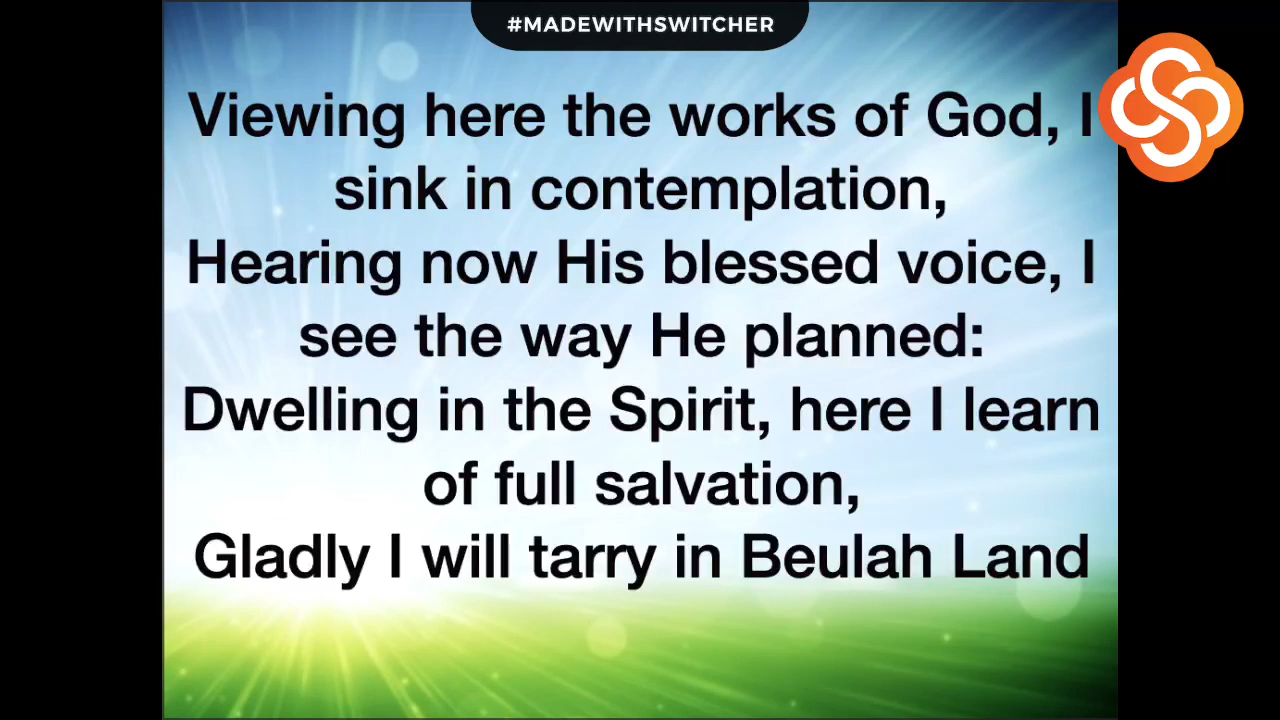 #MADEWITHSWITCHER
Viewing here the works of God, I
sink in contemplation,
Hearing now His blessed voice, I
see the way He planned:
Dwelling in the Spirit, here I learn
of full salvation,
Gladly I will tarry in Beulah Land